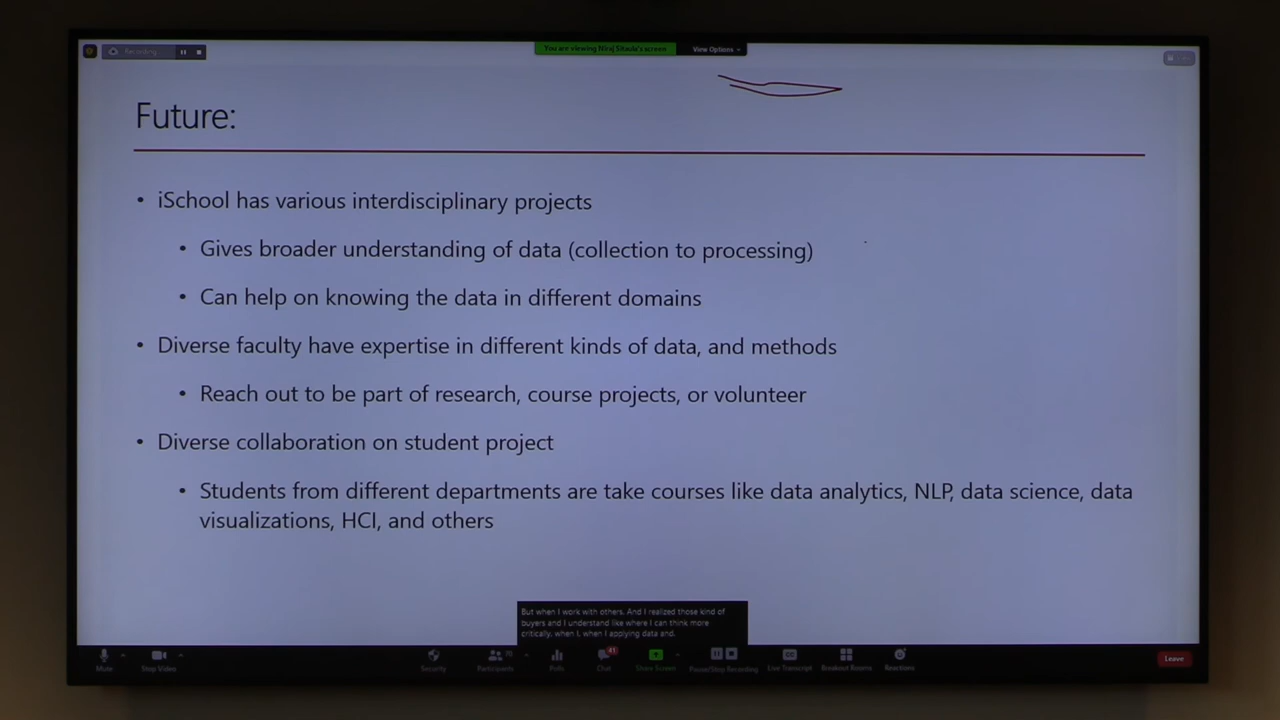 Recording...
You are viewing Niraj Sitaula's screen
View Options
Future:
• iSchool has various interdisciplinary projects
• Gives broader understanding of data (collection to processing)
• Can help on knowing the data in different domains
• Diverse faculty have expertise in different kinds of data, and methods
• Reach out to be part of research, course projects, or volunteer
• Diverse collaboration on student project
• Students from different departments are take courses like data analytics, NLP, data science, data
visualizations, HCI, and others
But when I work with others. And I realized those kind of
buyers and I understand like where I can think more
critically, when I, when I applying data and.
Mute
Stop Video
Security
Participants
Polls
Chat
41
Share Screen
Pause/Stop Recording
Live Transcript
Breakout Rooms
Reactions
Leave